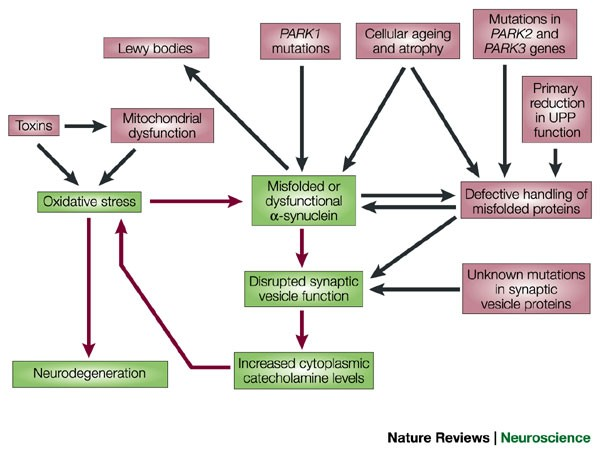 Lewy bodies
PARK1
mutations
Cellular ageing
and atrophy
Mutations in
PARK2 and
PARK3 genes
Primary
reduction
in UPP
function
Toxins
Mitochondrial
dysfunction
Oxidative stress
Misfolded or
dysfunctional
α-synuclein
Defective handling of
misfolded proteins
Disrupted synaptic
vesicle function
Unknown mutations
in synaptic
vesicle proteins
Neurodegeneration
Increased cytoplasmic
catecholamine levels
Nature Reviews | Neuroscience